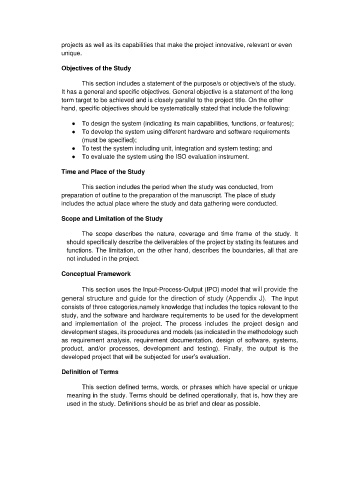 projects as well as its capabilities that make the project innovative, relevant or even
unique.
Objectives of the Study
This section includes a statement of the purpose/s or objective/s of the study.
It has a general and specific objectives. General objective is a statement of the long
term target to be achieved and is closely parallel to the project title. On the other
hand, specific objectives should be systematically stated that include the following:
● To design the system (indicating its main capabilities, functions, or features);
● To develop the system using different hardware and software requirements
(must be specified);
● To test the system including unit, integration and system testing; and
● To evaluate the system using the ISO evaluation instrument.
Time and Place of the Study
This section includes the period when the study was conducted, from
preparation of outline to the preparation of the manuscript. The place of study
includes the actual place where the study and data gathering were conducted.
Scope and Limitation of the Study
The scope describes the nature, coverage and time frame of the study. It
should specifically describe the deliverables of the project by stating its features and
functions. The limitation, on the other hand, describes the boundaries, all that are
not included in the project.
Conceptual Framework
This section uses the Input-Process-Output (IPO) model that will provide the
general structure and guide for the direction of study (Appendix J). The input
consists of three categories,namely knowledge that includes the topics relevant to the
study, and the software and hardware requirements to be used for the development
and implementation of the project. The process includes the project design and
development stages, its procedures and models (as indicated in the methodology such
as requirement analysis, requirement documentation, design of software, systems,
product, and/or processes, development and testing). Finally, the output is the
developed project that will be subjected for user's evaluation.
Definition of Terms
This section defined terms, words, or phrases which have special or unique
meaning in the study. Terms should be defined operationally, that is, how they are
used in the study. Definitions should be as brief and clear as possible.